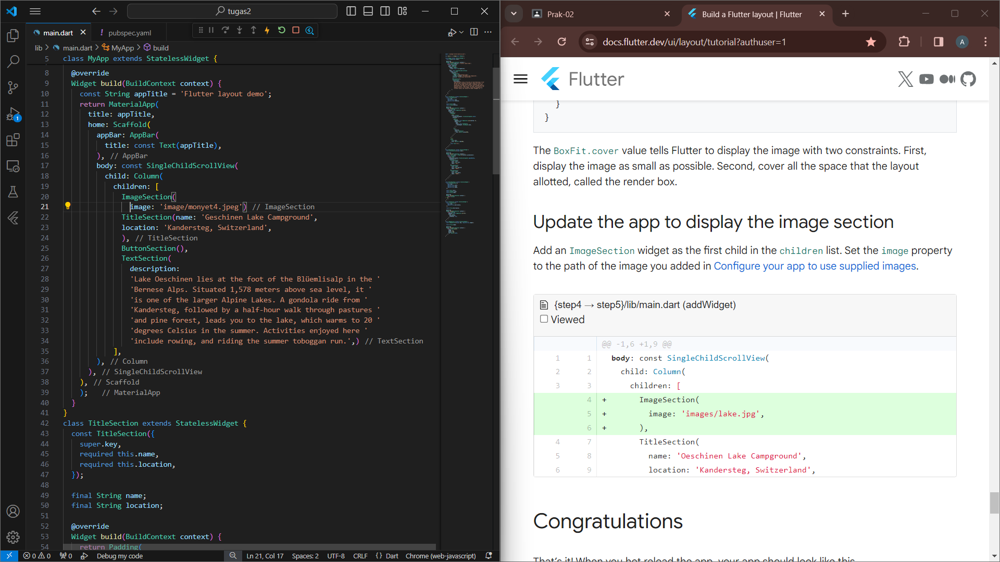 tugas2
main.dart
pubspec.yaml
lib > main.dart > MyApp > build
5 class MyApp extends StatelessWidget {
8 @override
9 Widget build(BuildContext context) {
10 const String appTitle = 'Flutter layout demo';
11 return MaterialApp(
12 title: appTitle,
13 home: Scaffold(
14 appBar: AppBar(
15 title: const Text(appTitle),
16 ), // AppBar
17 body: const SingleChildScrollView(
18 child: Column(
19 children: [
20 ImageSection(
21 image: 'image/monyet4.jpeg') // ImageSection
22 TitleSection(name: 'Geschinen Lake Campground',
23 location: 'Kandersteg, Switzerland',
24 ), // TitleSection
25 ButtonSection(),
26 TextSection(
27 description:
28 'Lake Oeschinen lies at the foot of the Blüemlisalp in the '
29 'Bernese Alps. Situated 1,578 meters above sea level, it '
30 'is one of the larger Alpine Lakes. A gondola ride from '
31 'Kandersteg, followed by a half-hour walk through pastures '
32 'and pine forest, leads you to the lake, which warms to 20 '
33 'degrees Celsius in the summer. Activities enjoyed here '
34 'include rowing, and riding the summer toboggan run.',) // TextSection
35 ],
36 ), // Column
37 ), // SingleChildScrollView
38 ), // Scaffold
39 ); // MaterialApp
40 }
41 }
42 class TitleSection extends StatelessWidget {
43 const TitleSection({
44 super.key,
45 required this.name,
46 required this.location,
47 });
48
49 final String name;
50 final String location;
51
52 @override
53 Widget build(BuildContext context) {
54 return Padding(
1
0 0 0 Debug my code Ln 21, Col 17 Spaces: 2 UTF-8 CRLF {} Dart Chrome (web-javascript)
Prak-02
Build a Flutter layout | Flutter
docs.flutter.dev/ui/layout/tutorial?authuser=1
A
Flutter
}
}
The BoxFit.cover value tells Flutter to display the image with two constraints. First,
display the image as small as possible. Second, cover all the space that the layout
allotted, called the render box.
Update the app to display the image section
Add an ImageSection widget as the first child in the children list. Set the image property
to the path of the image you added in Configure your app to use supplied images.
{step4 → step5}/lib/main.dart (addWidget)
Viewed
@@ -1,6 +1,9 @@
1 1 body: const SingleChildScrollView(
2 2 child: Column(
3 3 children: [
4 + ImageSection(
5 + image: 'images/lake.jpg',
6 + ),
4 7 TitleSection(
5 8 name: 'Oeschinen Lake Campground',
6 9 location: 'Kandersteg, Switzerland',
Congratulations
That's it! When you hot reload the app, your app should look like this.